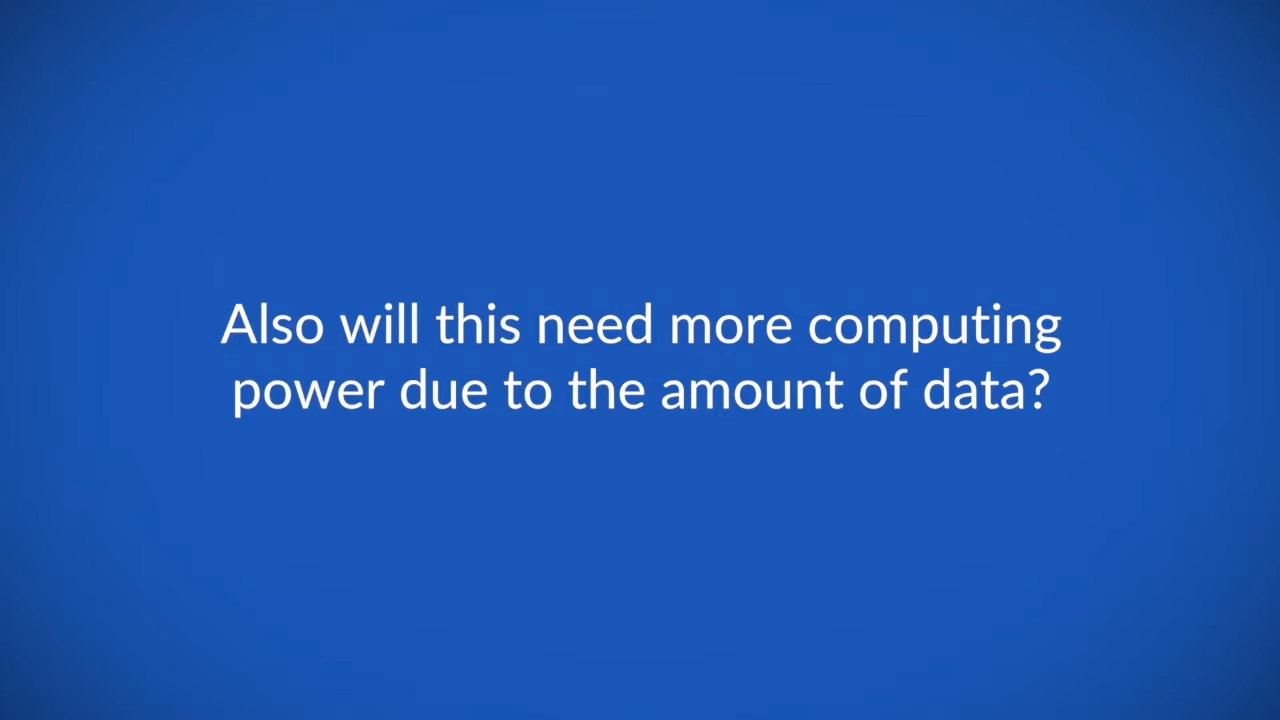 Also will this need more computing
power due to the amount of data?